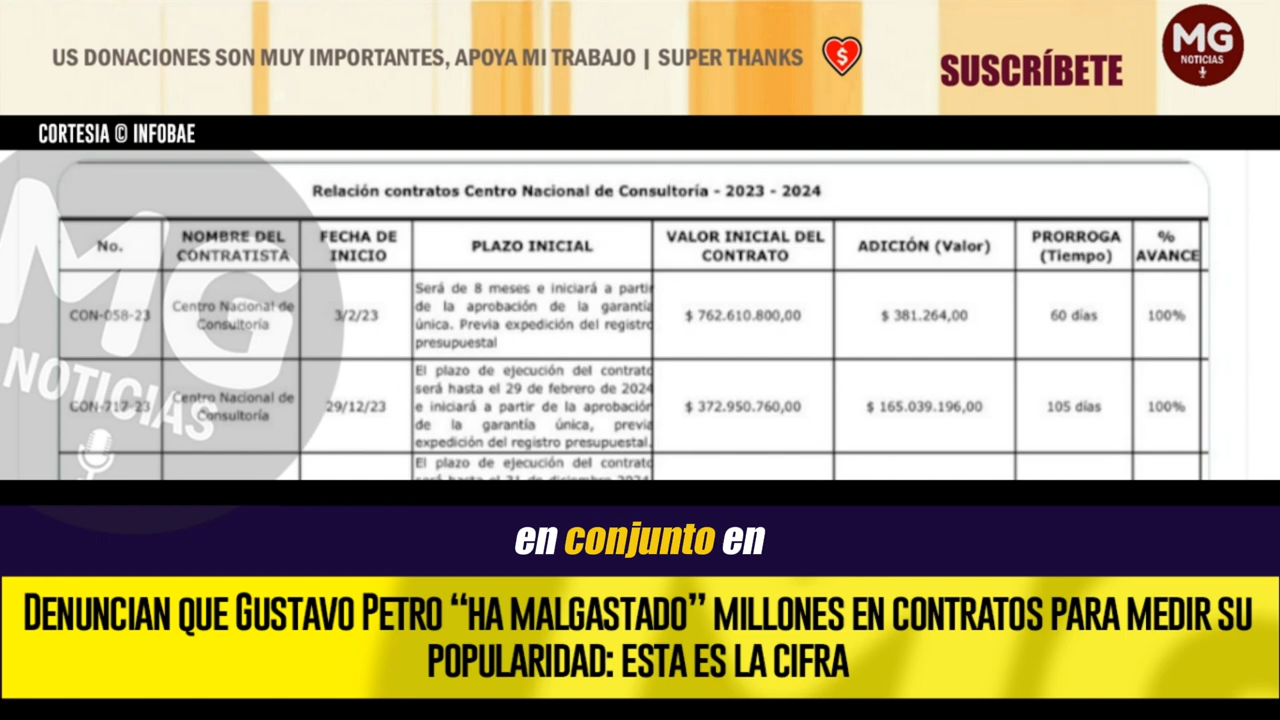 US DONACIONES SON MUY IMPORTANTES, APOYA MI TRABAJO | SUPER THANKS
$
SUSCRÍBETE
MG
NOTICIAS
CORTESIA © INFOBAE
Relación contratos Centro Nacional de Consultoría - 2023 - 2024
No.
NOMBRE DEL
CONTRATISTA
FECHA DE
INICIO
PLAZO INICIAL
VALOR INICIAL DEL
CONTRATO
ADICIÓN (Valor)
PRORROGA
(Tiempo)
%
AVANCE
CON-058-23
Centro Nacional de
Consultoría
3/2/23
Será de 8 meses e iniciará a partir
de la aprobación de la garantía
única. Previa expedición del registro
presupuestal
$ 762.610.800,00
$ 381.264,00
60 días
100%
CON-717-23
Centro Nacional de
Consultoría
29/12/23
El plazo de ejecución del contrato
será hasta el 29 de febrero de 2024
e iniciará a partir de la aprobación
de la garantía única, previa
expedición del registro presupuestal.
$ 372.950.760,00
$ 165.039.196,00
105 días
100%
El plazo de ejecución del contrato
será hasta el 31 de diciembre 2024
MG
NOTICIAS
en conjunto en
DENUNCIAN QUE GUSTAVO PETRO “HA MALGASTADO” MILLONES EN CONTRATOS PARA MEDIR SU
POPULARIDAD: ESTA ES LA CIFRA